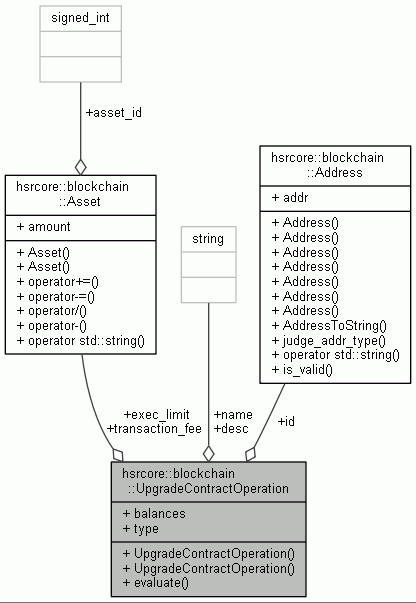 signed_int
+asset_id
hsrcore::blockchain
::Asset
+ amount
+ Asset()
+ Asset()
+ operator+=()
+ operator-=()
+ operator/()
+ operator-()
+ operator std::string()
string
hsrcore::blockchain
::Address
+ addr
+ Address()
+ Address()
+ Address()
+ Address()
+ Address()
+ Address()
+ Address()
+ AddressToString()
+ judge_addr_type()
+ operator std::string()
+ is_valid()
+exec_limit
+transaction_fee
+name
+desc
+id
hsrcore::blockchain
::UpgradeContractOperation
+ balances
+ type
+ UpgradeContractOperation()
+ UpgradeContractOperation()
+ evaluate()